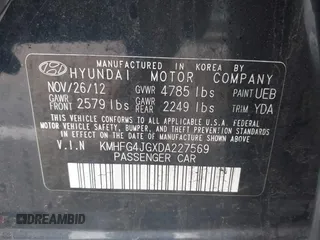 MANUFACTURED IN KOREA BY
HYUNDAI MOTOR COMPANY
NOV/26/12 GVWR 4785 lbs PAINT UEB
GAWR FRONT 2579 lbs GAWR REAR 2249 lbs TRIM YDA
THIS VEHICLE CONFORMS TO ALL APPLICABLE
FEDERAL MOTOR VEHICLE SAFETY, BUMPER, AND
THEFT PREVENTION STANDARDS IN EFFECT ON THE
DATE OF MANUFACTURE SHOWN ABOVE.
V.I.N KMHFG4JGXDA227569
PASSENGER CAR
DREAMBID